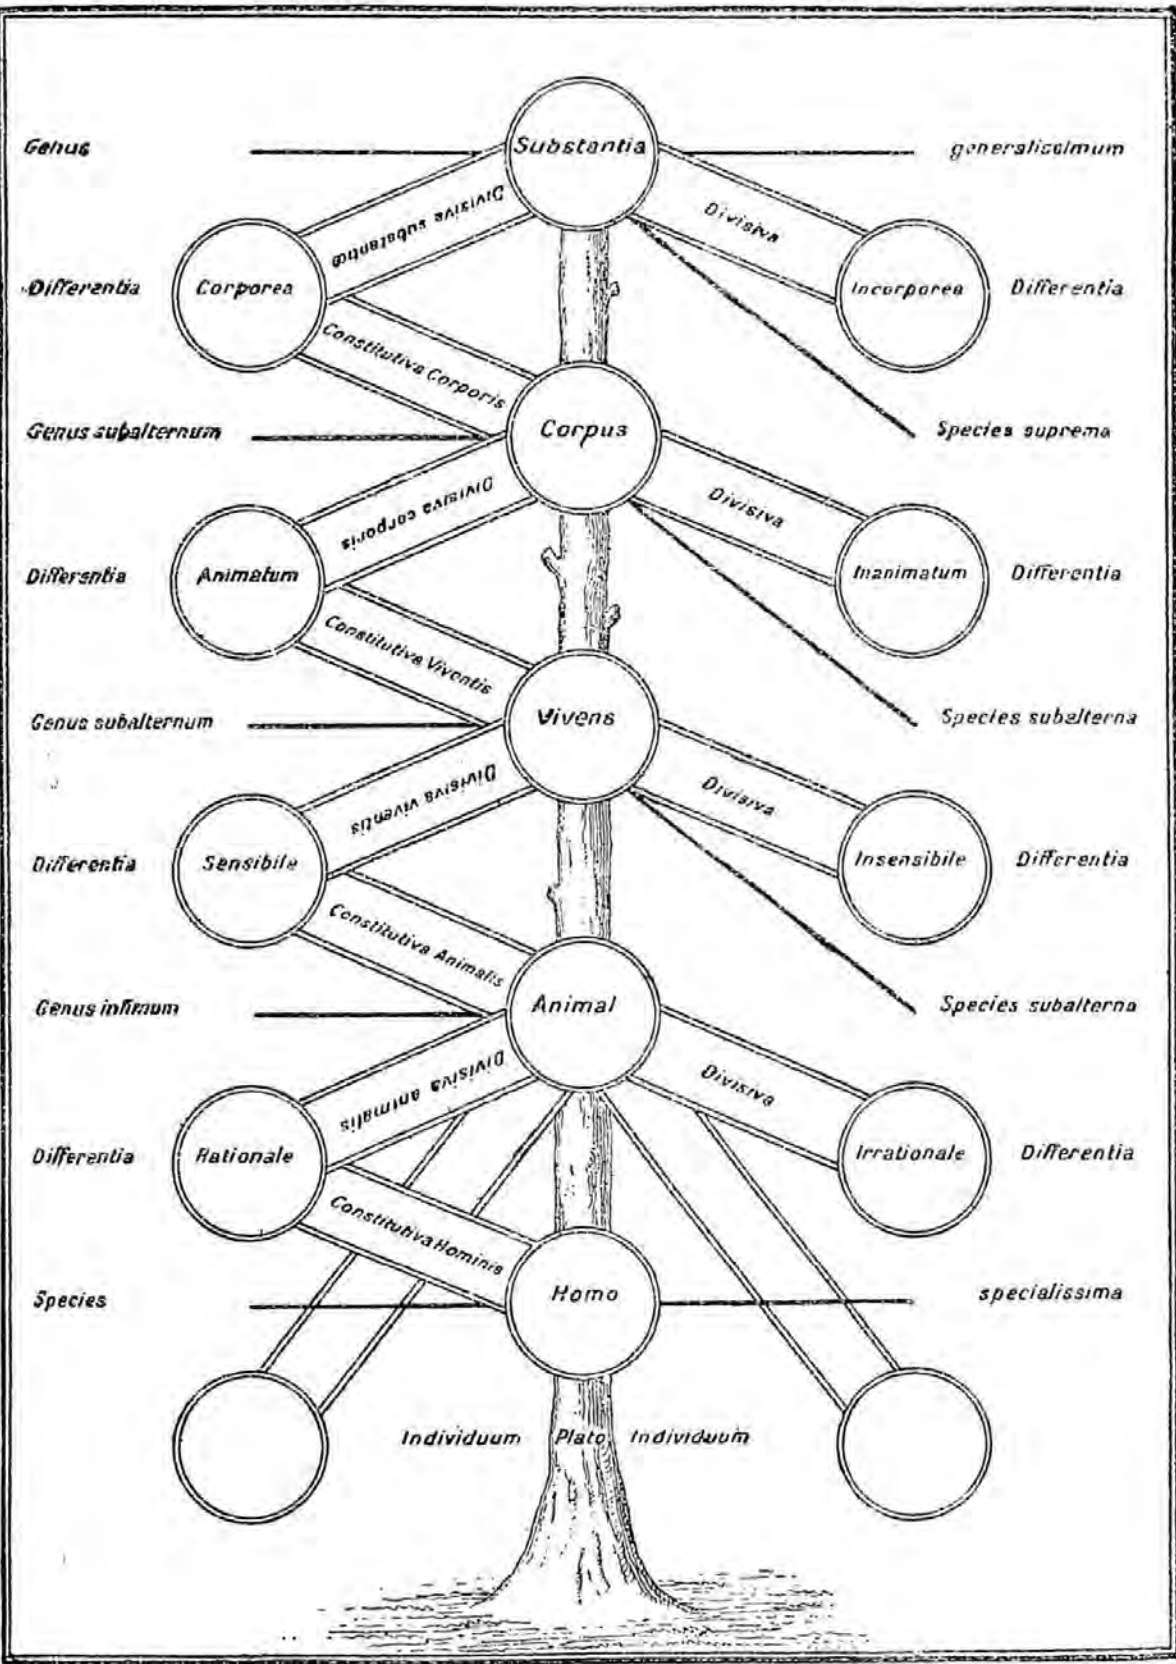 Genus Substantia generalissimum
Divisiva substantiæ
Divisiva
Differentia Corporea Incorporea Differentia
Constitutiva Corporis
Genus subalternum Corpus Species suprema
Divisiva corporis
Divisiva
Differentia Animatum Inanimatum Differentia
Constitutiva Viventis
Genus subalternum Vivens Species subalterna
Divisiva viventis
Divisiva
Differentia Sensibile Insensibile Differentia
Constitutiva Animalis
Genus infimum Animal Species subalterna
Divisiva animalis
Divisiva
Differentia Rationale Irrationale Differentia
Constitutiva Hominis
Species Homo specialissima
Individuum Plato Individuum